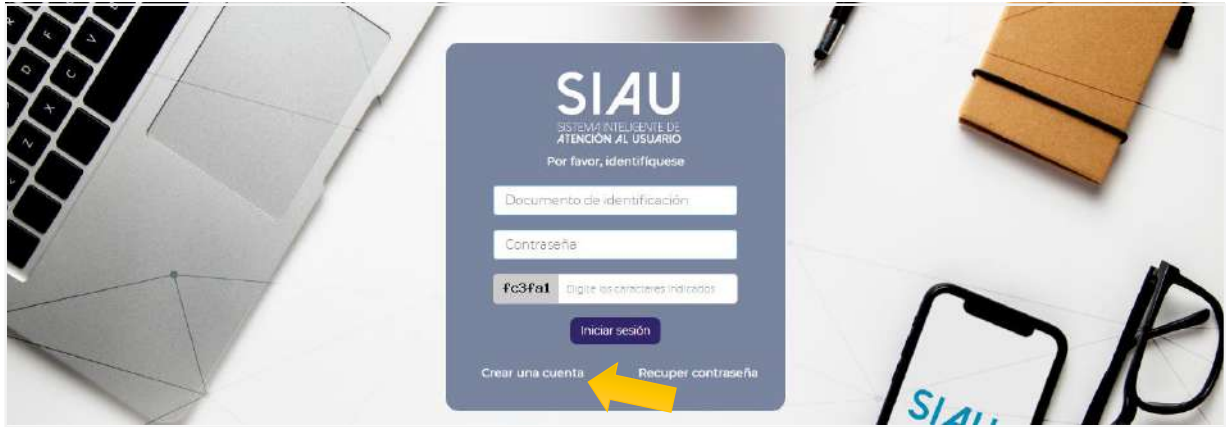 SIAU
SISTEMA INTELIGENTE DE
ATENCIÓN AL USUARIO
Por favor, identifíquese
Documento de identificación
Contraseña
fc3fa1 Digite los caracteres indicados
Iniciar sesión
Crear una cuenta Recuper contraseña
SIAU